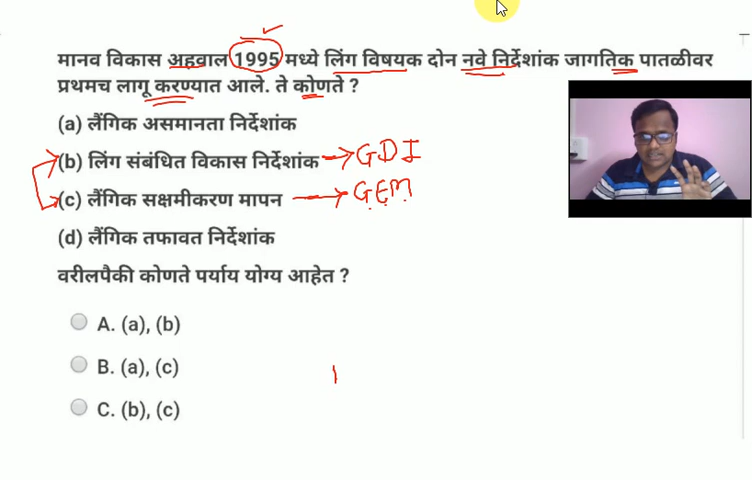 मानव विकास अहवाल 1995 मध्ये लिंग विषयक दोन नवे निर्देशांक जागतिक पातळीवर
प्रथमच लागू करण्यात आले. ते कोणते ?
(a) लैंगिक असमानता निर्देशांक
(b) लिंग संबंधित विकास निर्देशांक → GDI
(c) लैंगिक सक्षमीकरण मापन → G.E.M.
(d) लैंगिक तफावत निर्देशांक
वरीलपैकी कोणते पर्याय योग्य आहेत ?
A. (a), (b)
B. (a), (c)
C. (b), (c)